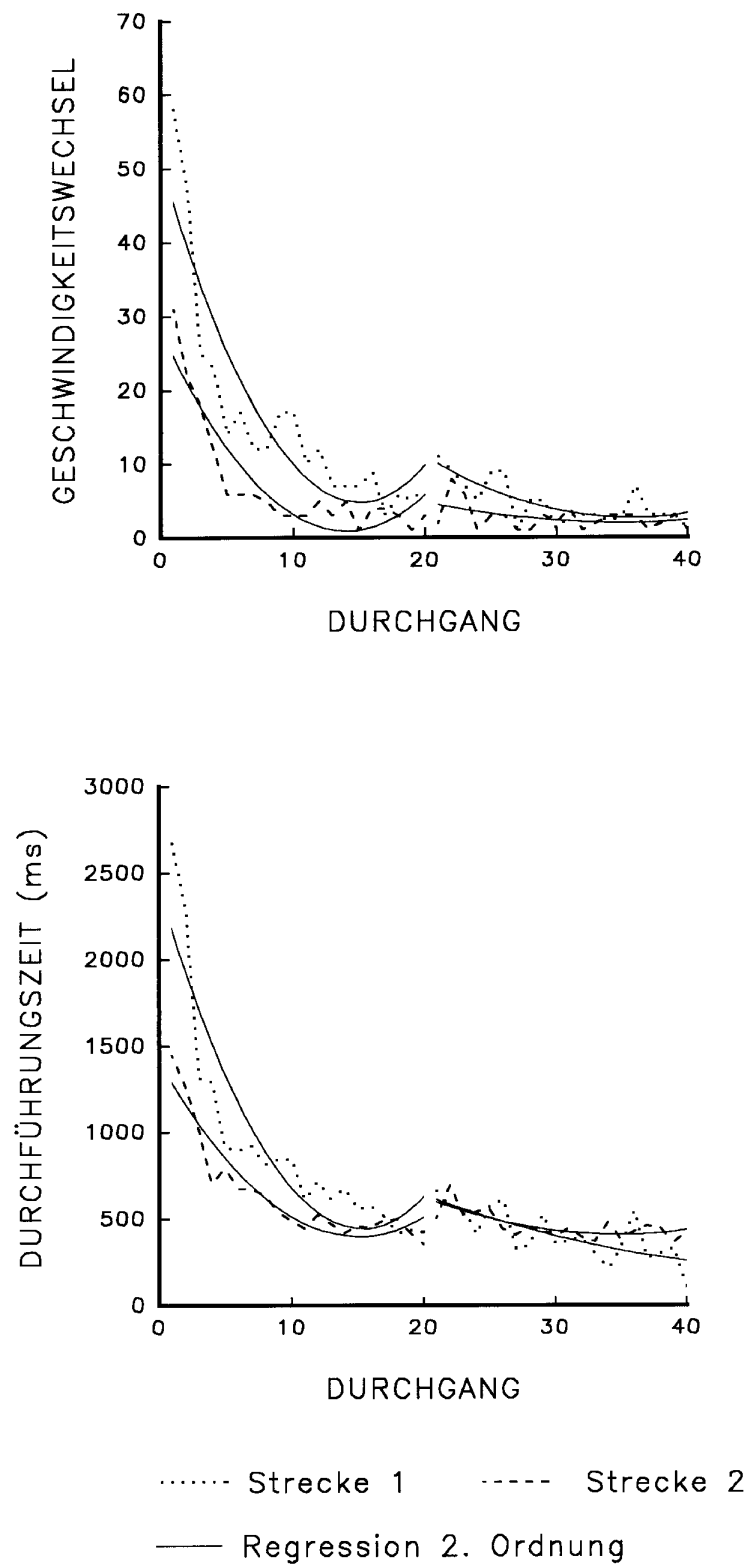 GESCHWINDIGKEITSWECHSEL
70
60
50
40
30
20
10
0
0 10 20 30 40
DURCHGANG
DURCHFÜHRUNGSZEIT (ms)
3000
2500
2000
1500
1000
500
0
0 10 20 30 40
DURCHGANG
Strecke 1 Strecke 2
Regression 2. Ordnung